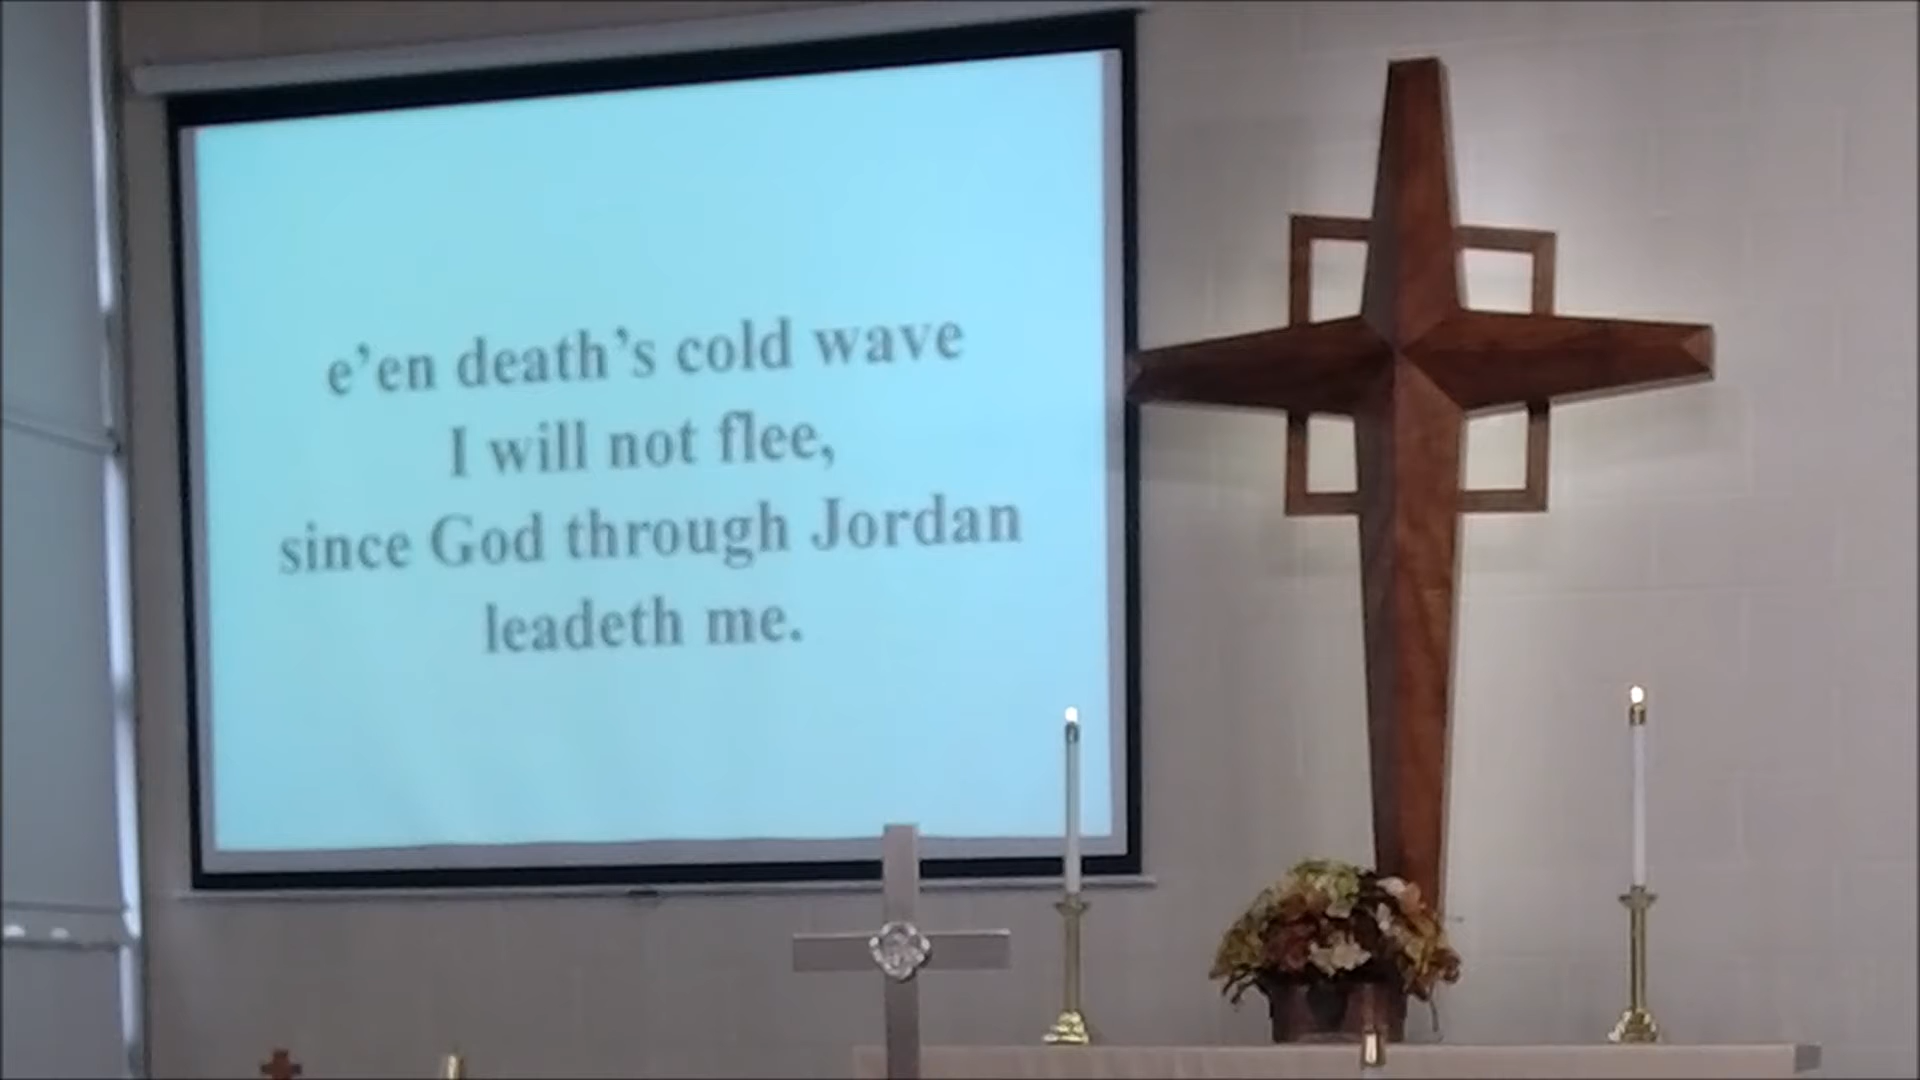 e’en death’s cold wave
I will not flee,
since God through Jordan
leadeth me.